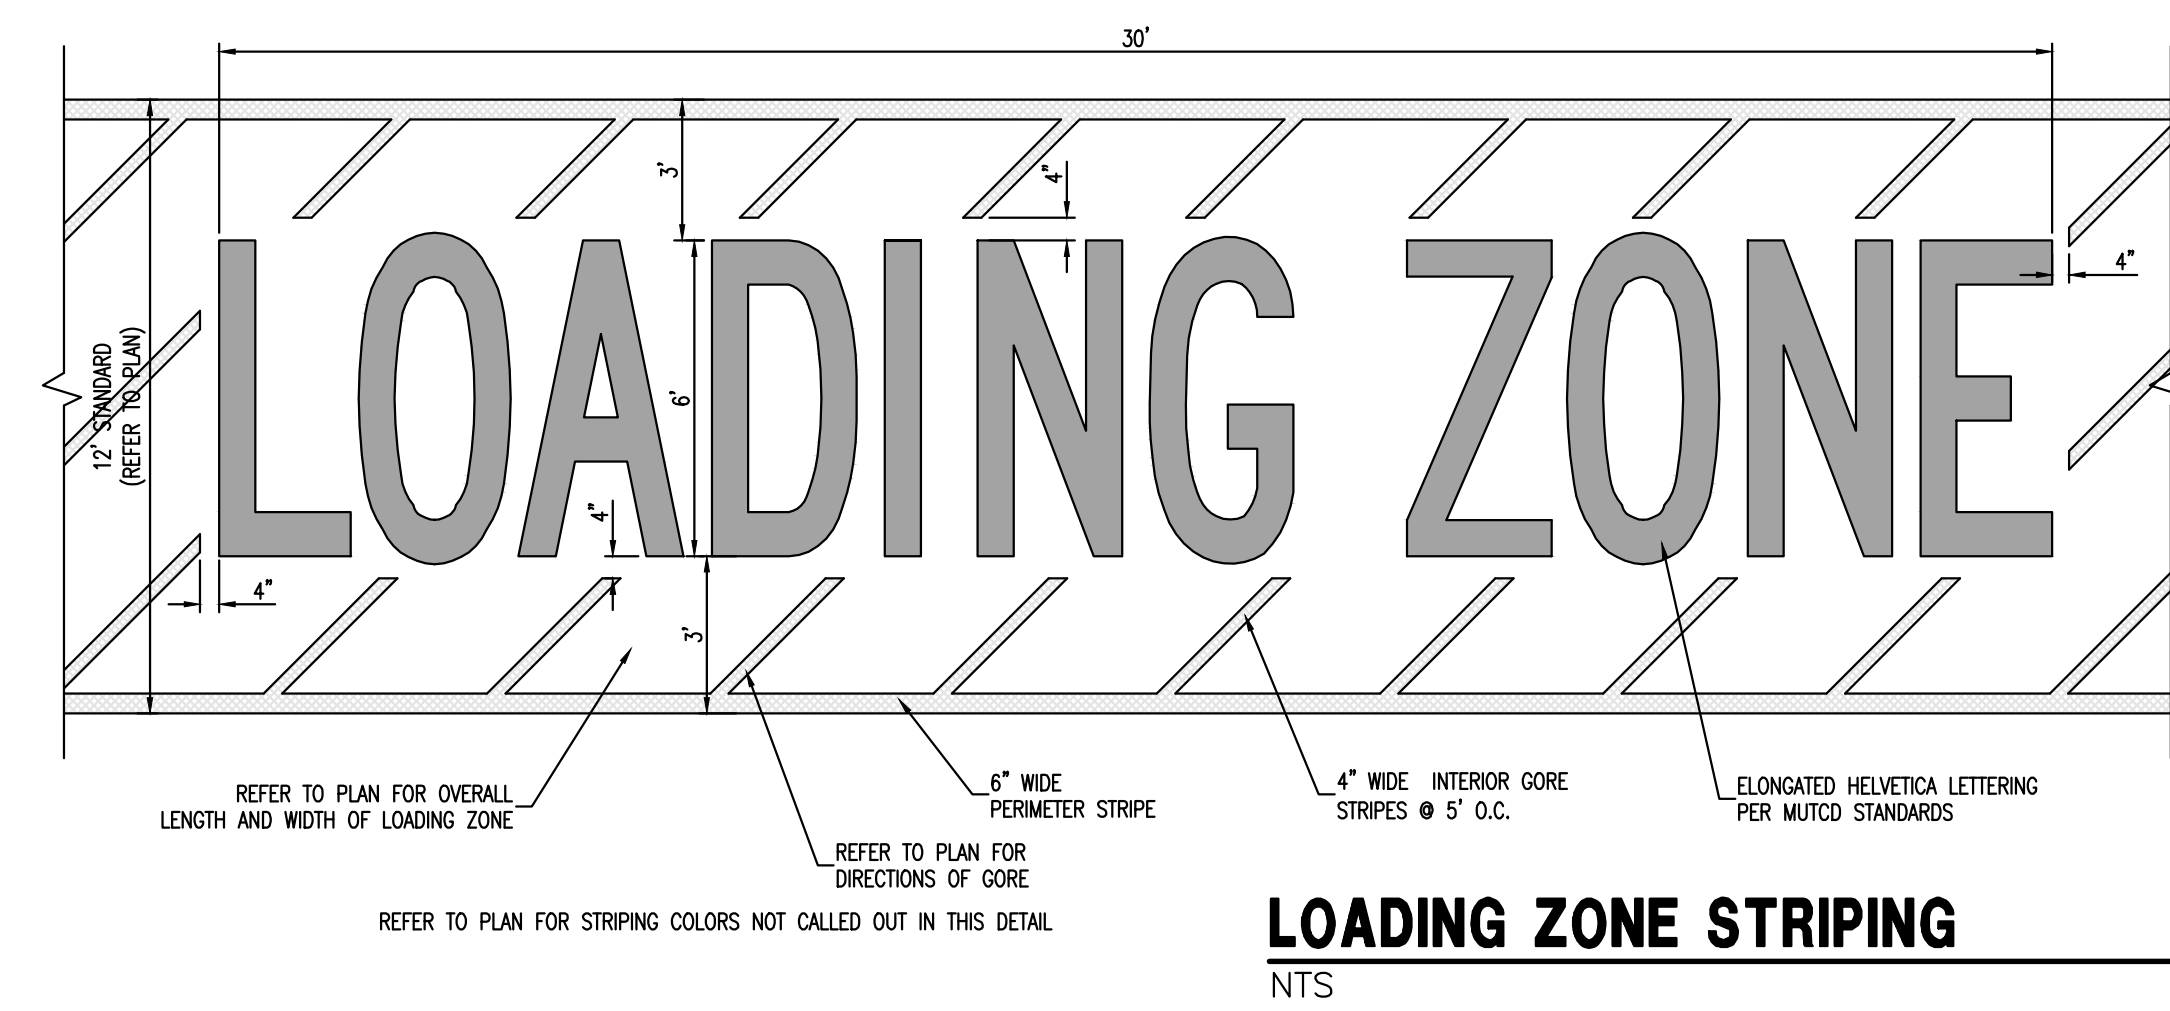 30'
3'
4"
LOADING ZONE
4"
12' STANDARD
(REFER TO PLAN)
6'
4"
4"
3'
REFER TO PLAN FOR OVERALL
LENGTH AND WIDTH OF LOADING ZONE
6" WIDE
PERIMETER STRIPE
4" WIDE INTERIOR GORE
STRIPES @ 5' O.C.
ELONGATED HELVETICA LETTERING
PER MUTCD STANDARDS
REFER TO PLAN FOR
DIRECTIONS OF GORE
REFER TO PLAN FOR STRIPING COLORS NOT CALLED OUT IN THIS DETAIL
LOADING ZONE STRIPING
NTS